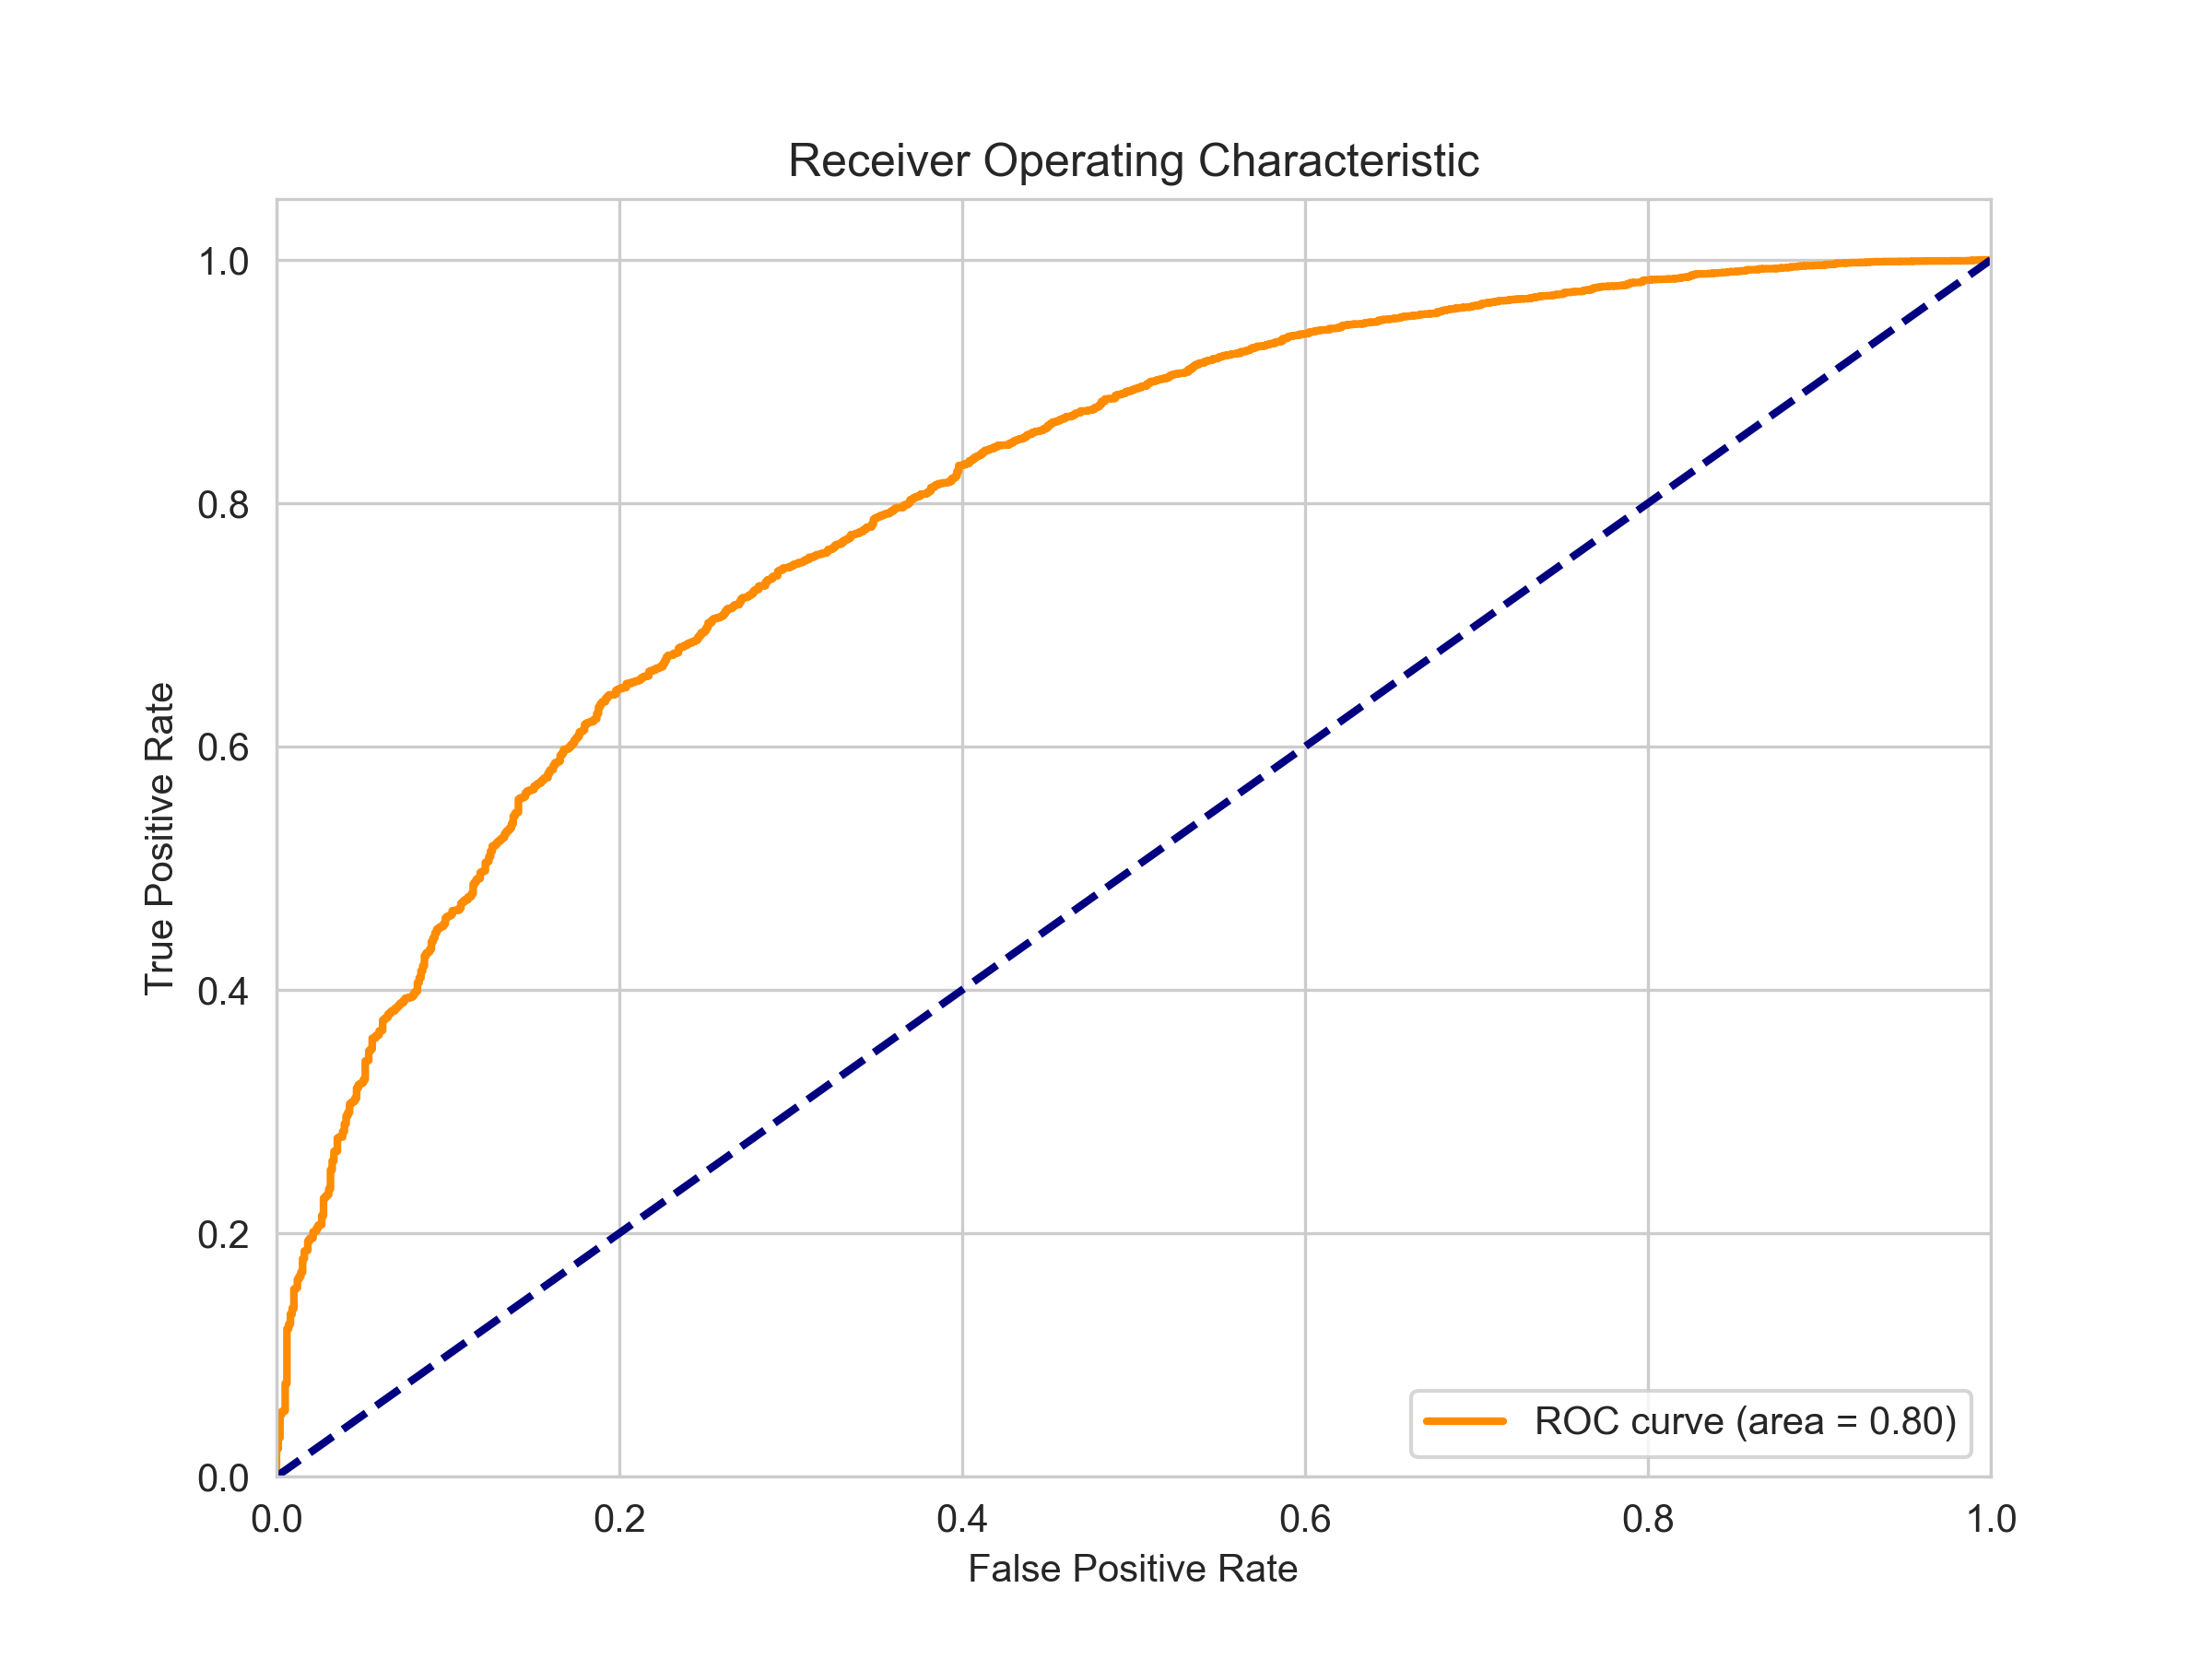 Receiver Operating Characteristic
1.0
0.8
0.6
0.4
0.2
0.0
True Positive Rate
ROC curve (area = 0.80)
0.0 0.2 0.4 0.6 0.8 1.0
False Positive Rate